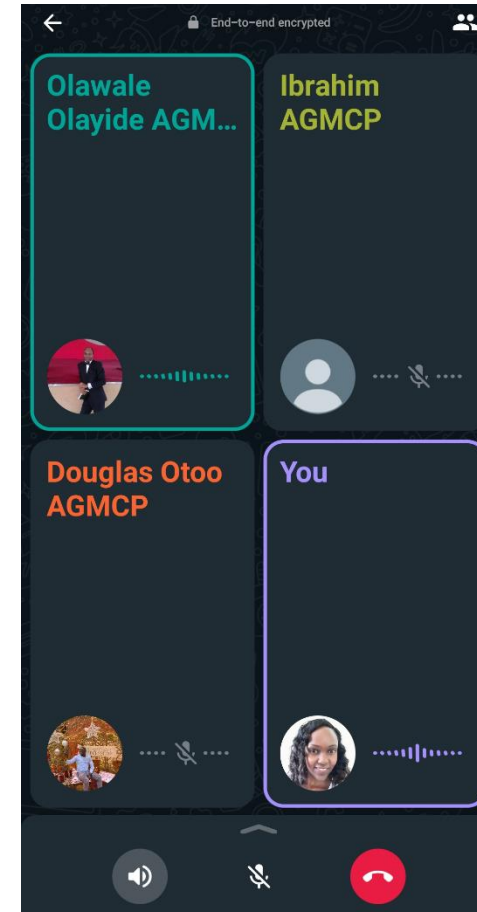 End-to-end encrypted
Olawale
Olayide AGM...
Ibrahim
AGMCP
Douglas Otoo
AGMCP
You